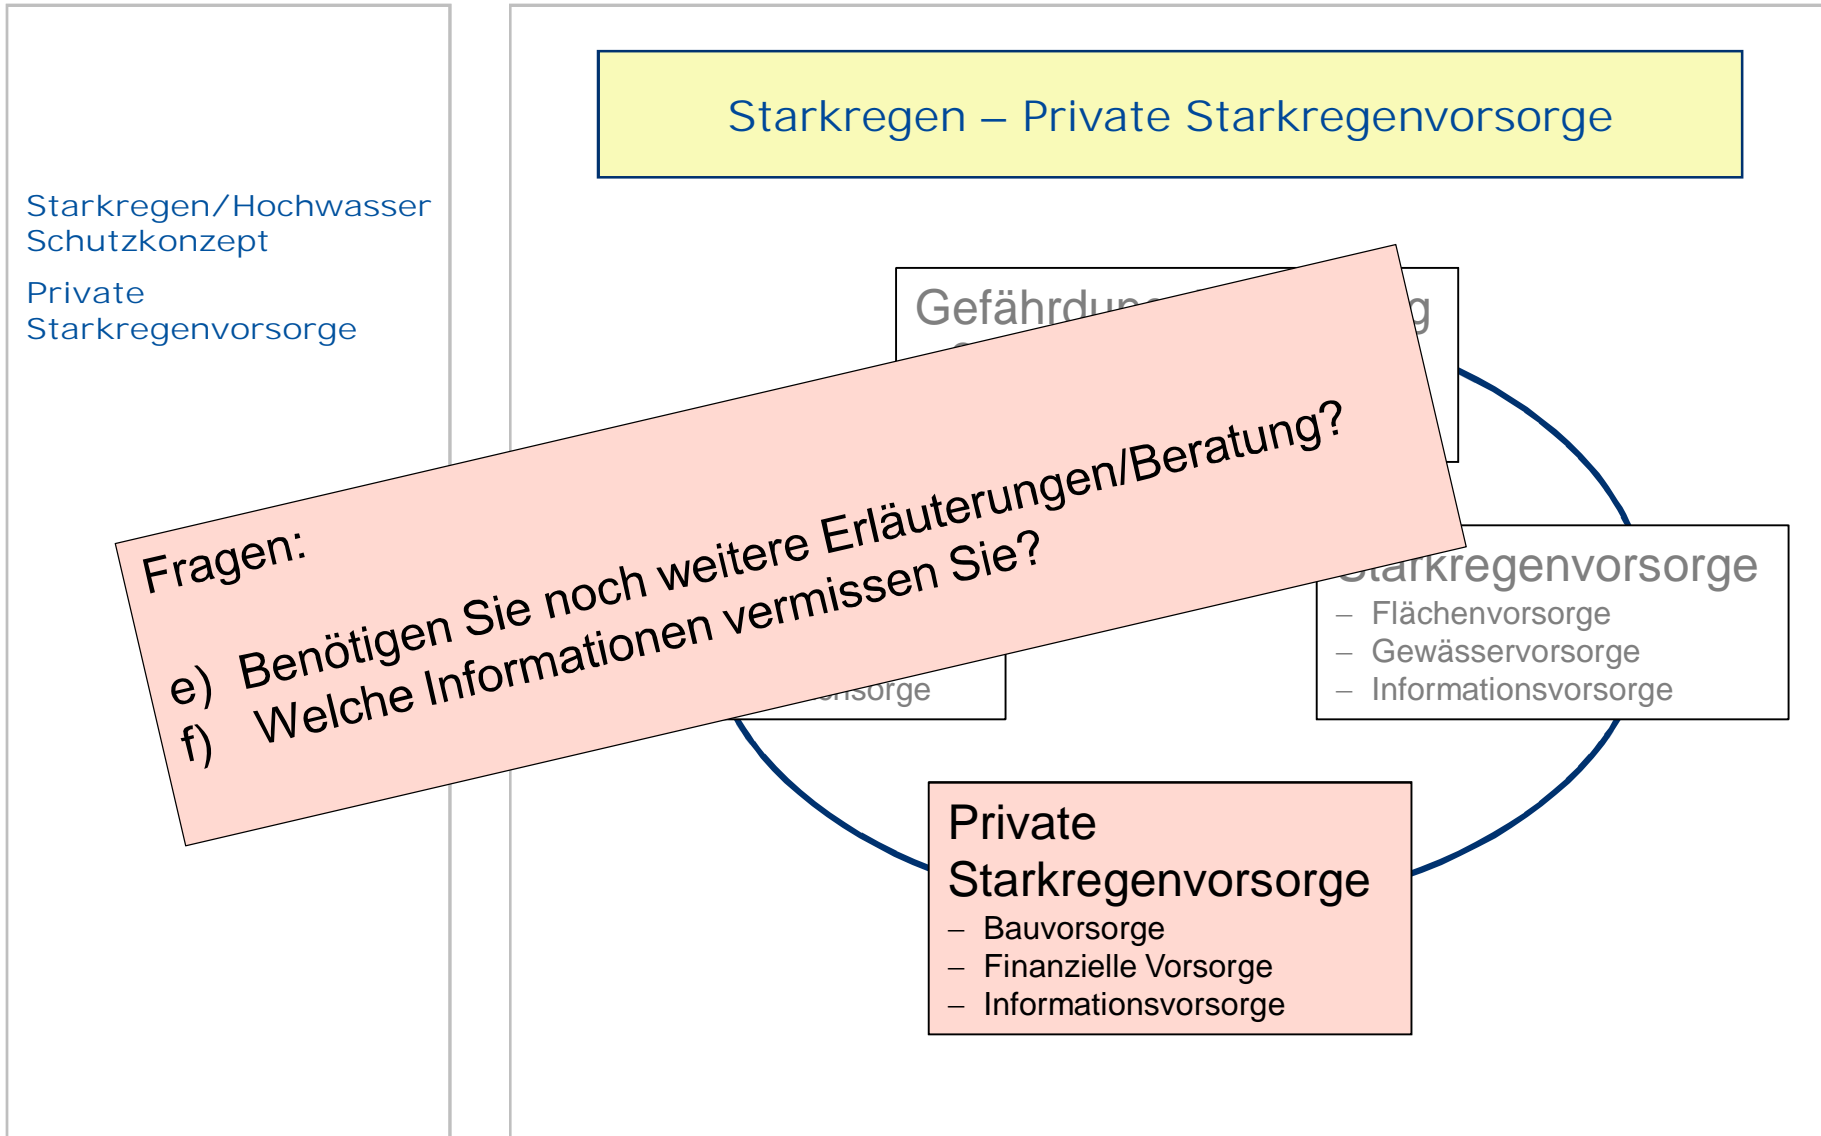 Starkregen/Hochwasser
Schutzkonzept
Private
Starkregenvorsorge
Starkregen – Private Starkregenvorsorge
Fragen:
e) Benötigen Sie noch weitere Erläuterungen/Beratung?
f) Welche Informationen vermissen Sie?
Starkregenvorsorge
– Flächenvorsorge
– Gewässervorsorge
– Informationsvorsorge
Private
Starkregenvorsorge
– Bauvorsorge
– Finanzielle Vorsorge
– Informationsvorsorge